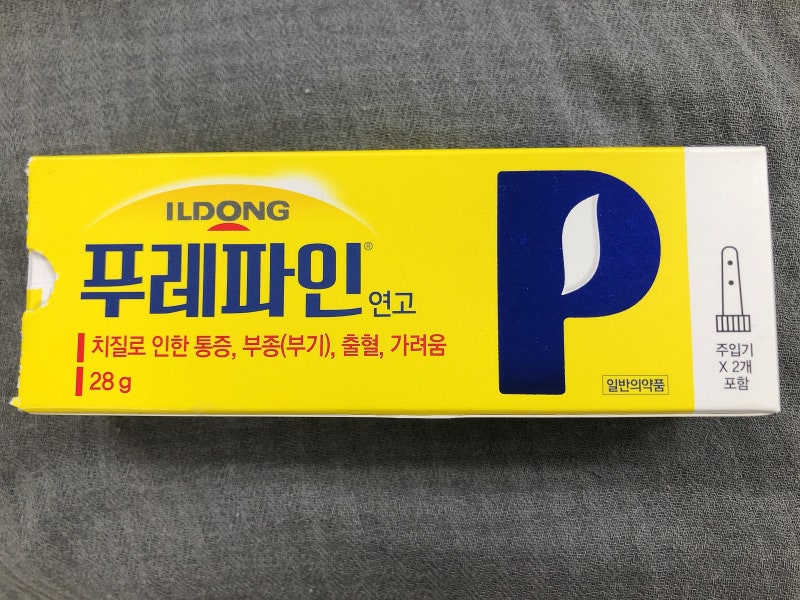 ILDONG
푸레파인® 연고
치질로 인한 통증, 부종(부기), 출혈, 가려움
28 g
P
일반의약품
주입기
X 2개
포함